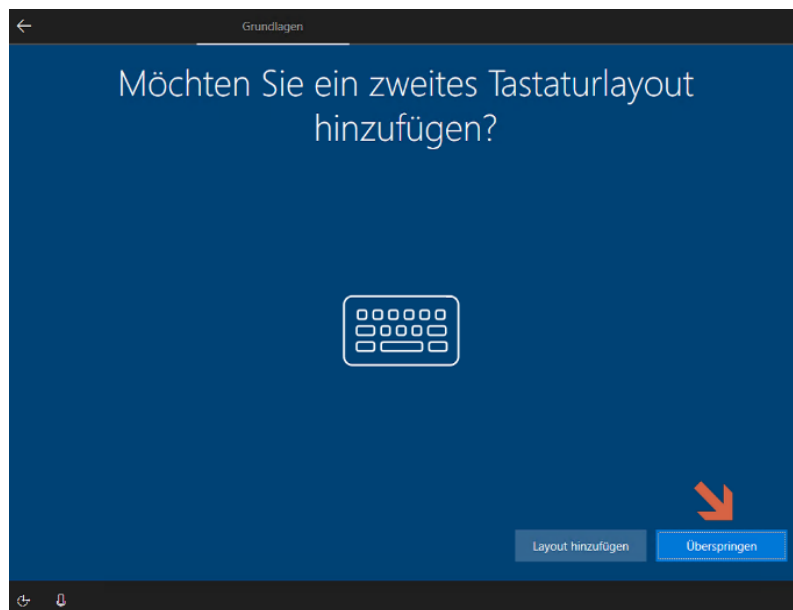 Grundlagen
Möchten Sie ein zweites Tastaturlayout
hinzufügen?
Layout hinzufügen
Überspringen